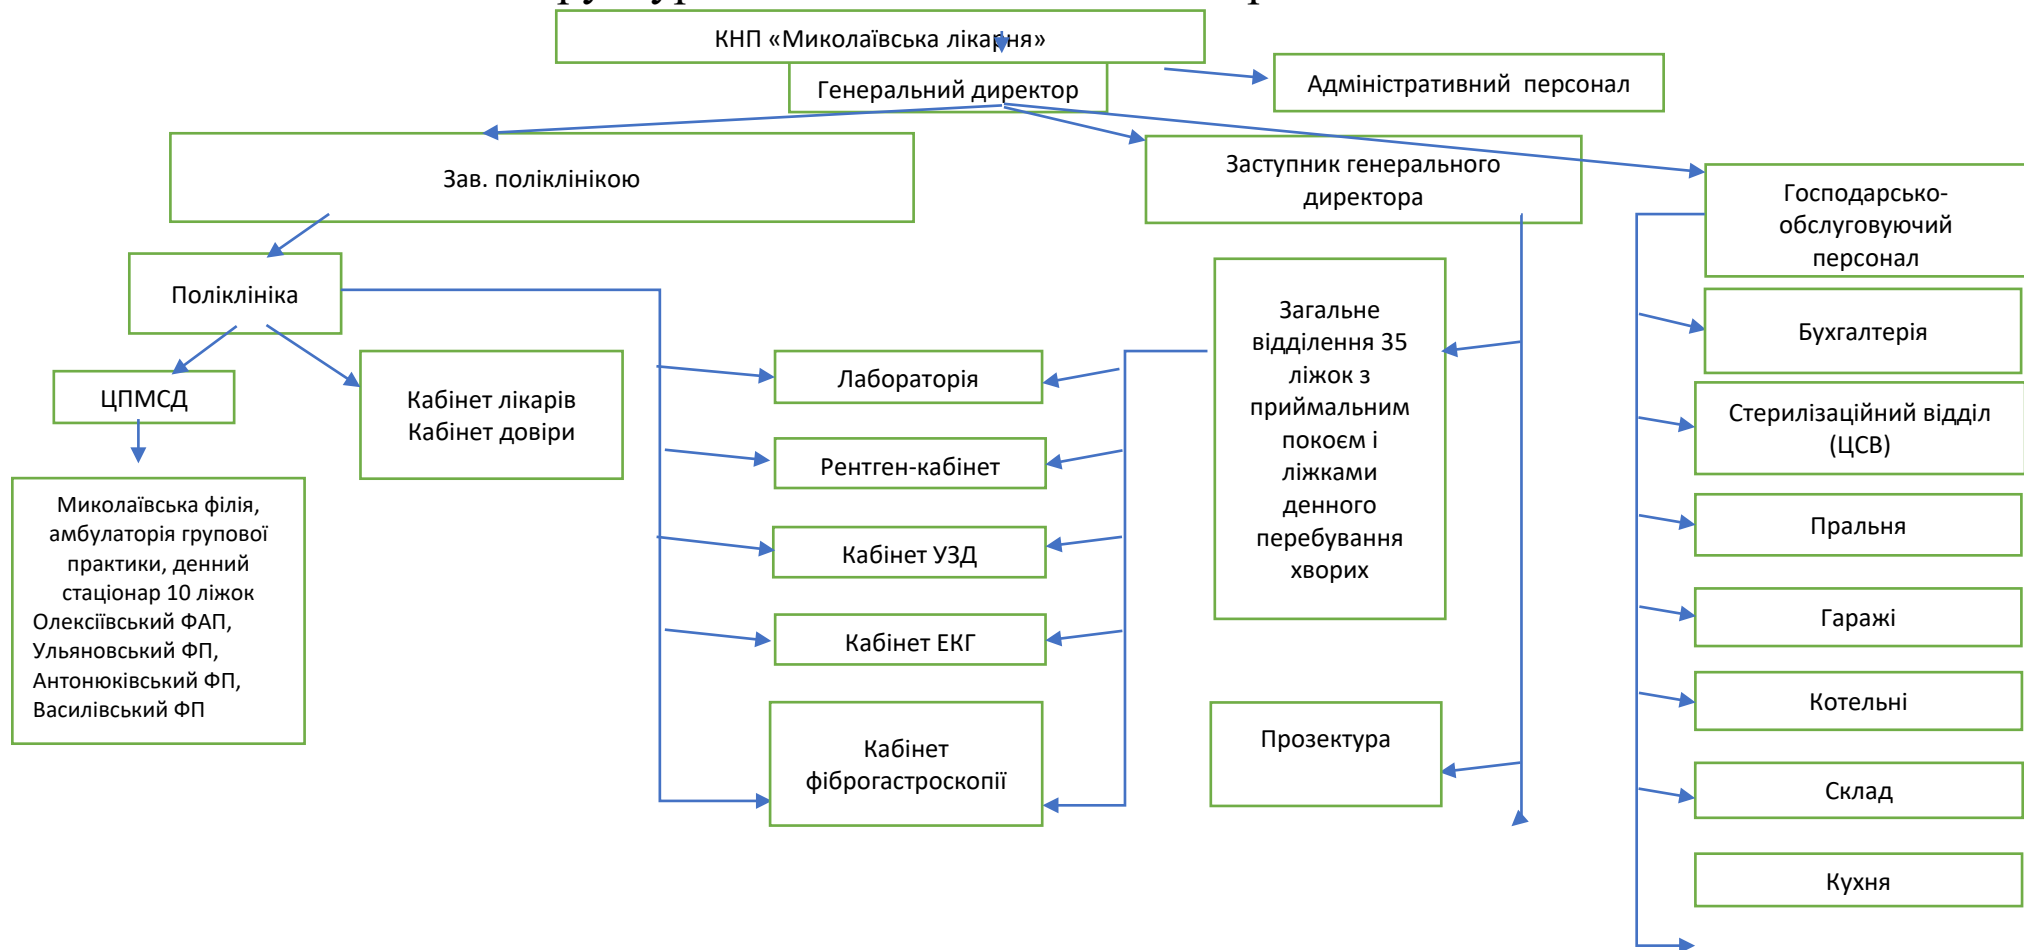 КНП «Миколаївська лікарня»
Генеральний директор
Адміністративний персонал
Зав. поліклінікою
Заступник генерального
директора
Господарсько-
обслуговуючий
персонал
Поліклініка
ЦПМСД
Кабінет лікарів
Кабінет довіри
Миколаївська філія,
амбулаторія групової
практики, денний
стаціонар 10 ліжок
Олексіївський ФАП,
Ульяновський ФП,
Антонюківський ФП,
Василівський ФП
Лабораторія
Рентген-кабінет
Кабінет УЗД
Кабінет ЕКГ
Кабінет
фіброгастроскопії
Загальне
відділення 35
ліжок з
приймальним
покоєм і
ліжками
денного
перебування
хворих
Прозектура
Бухгалтерія
Стерилізаційний відділ
(ЦСВ)
Пральня
Гаражі
Котельні
Склад
Кухня